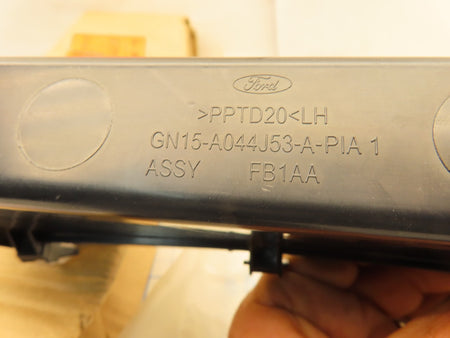 Ford
>PPTD20<LH
GN15-A044J53-A-PIA 1
ASSY FB1AA